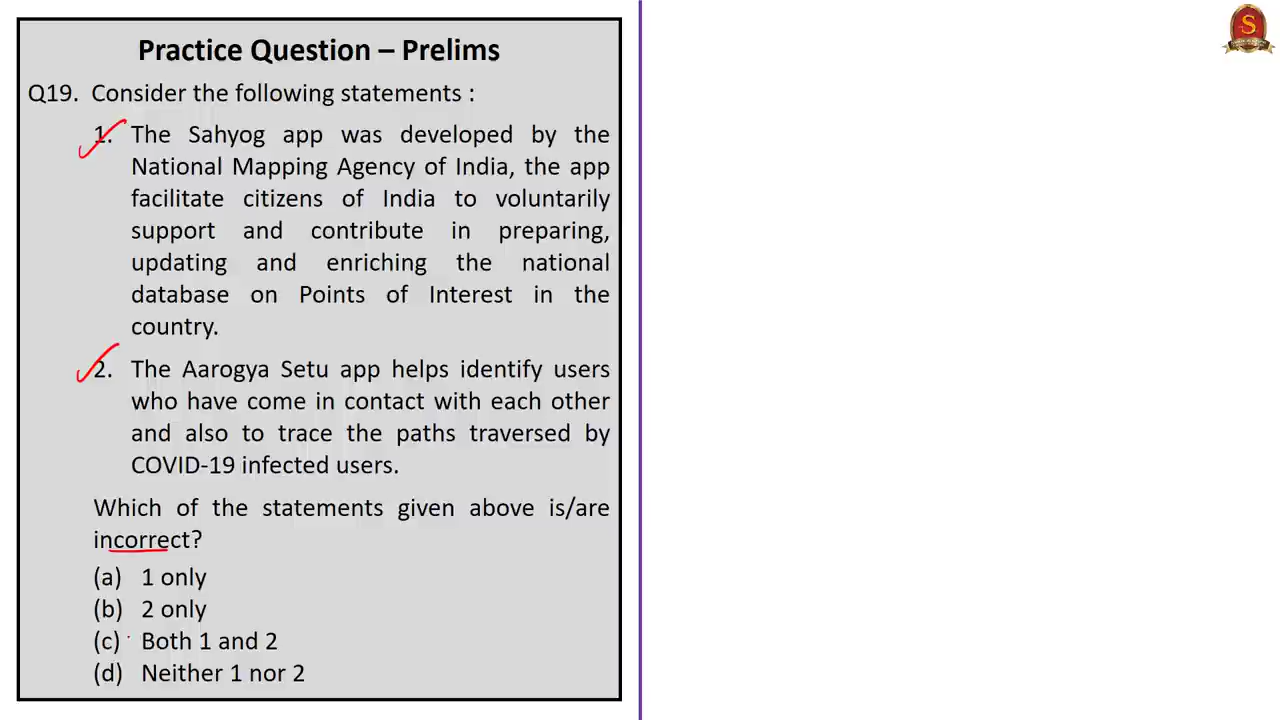 Practice Question – Prelims
Q19. Consider the following statements :
1. The Sahyog app was developed by the
National Mapping Agency of India, the app
facilitate citizens of India to voluntarily
support and contribute in preparing,
updating and enriching the national
database on Points of Interest in the
country.
2. The Aarogya Setu app helps identify users
who have come in contact with each other
and also to trace the paths traversed by
COVID-19 infected users.
Which of the statements given above is/are
incorrect?
(a) 1 only
(b) 2 only
(c) Both 1 and 2
(d) Neither 1 nor 2
S